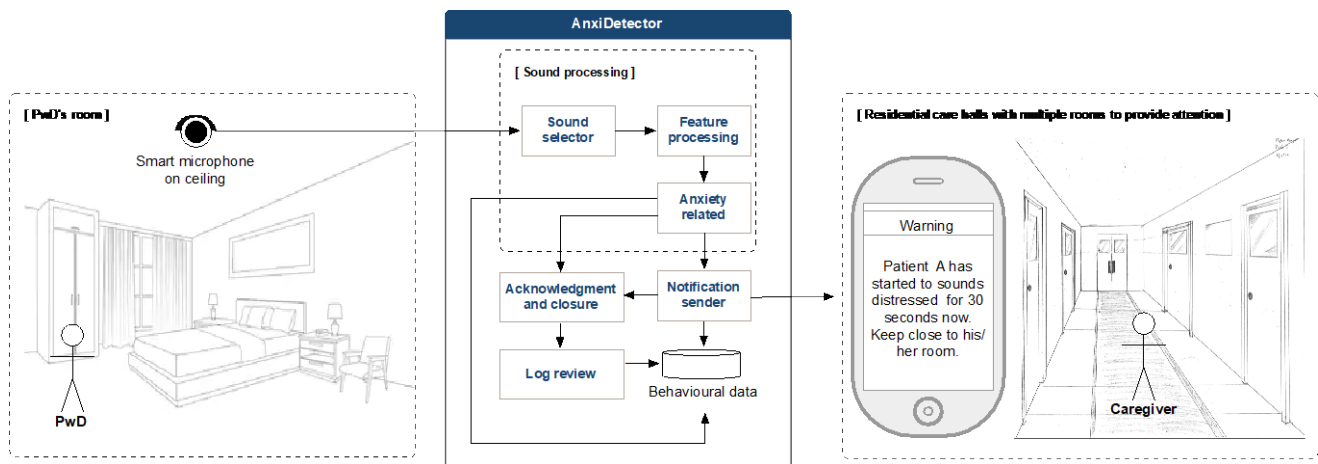 AnxiDetector
[ Sound processing ]
[ PwD's room ]
Smart microphone
on ceiling
PwD
Sound
selector
Feature
processing
Anxiety
related
Acknowledgment
and closure
Notification
sender
Log review
Behavioural data
[ Residential care halls with multiple rooms to provide attention ]
Warning
Patient A has
started to sounds
distressed for 30
seconds now.
Keep close to his/
her room.
Caregiver